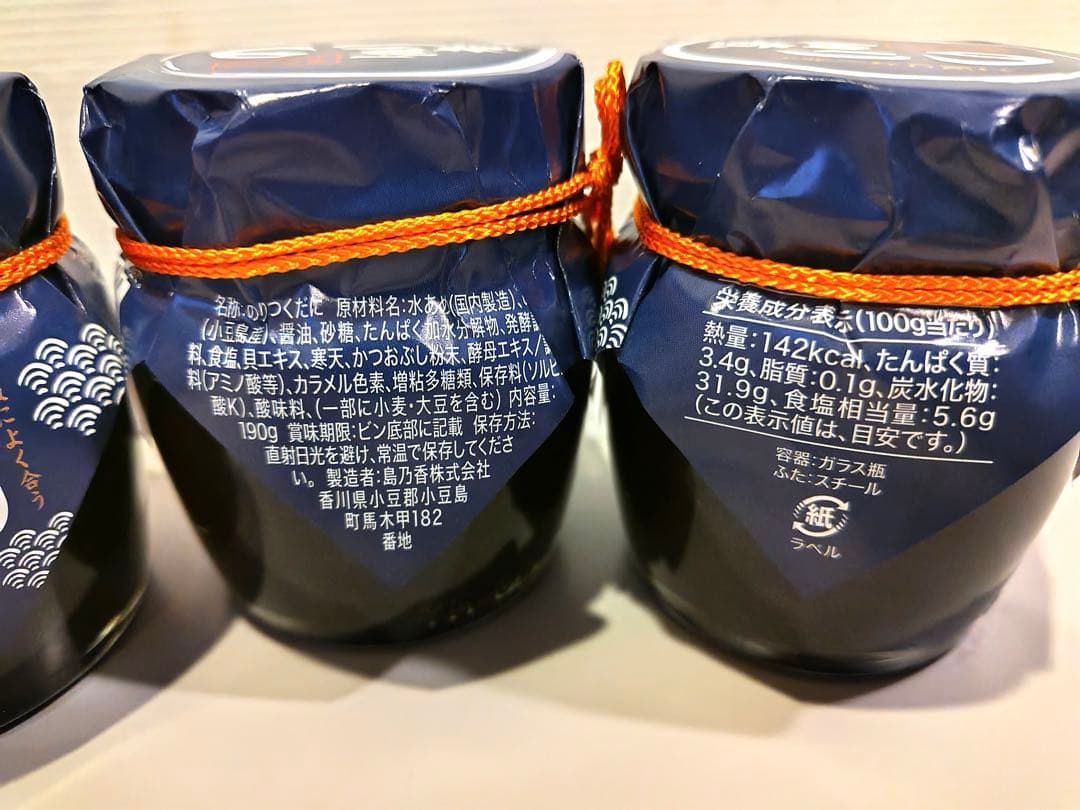 によく合う
名称:のりつくだに 原材料名:水あめ(国内製造)、
(小豆島産)、醤油、砂糖、たんぱく加水分解物、発酵調
料、食塩、貝エキス、寒天、かつおぶし粉末、酵母エキス/調
料(アミノ酸等)、カラメル色素、増粘多糖類、保存料(ソルビ
酸K)、酸味料、(一部に小麦・大豆を含む) 内容量:
190g 賞味期限:ビン底部に記載 保存方法:
直射日光を避け、常温で保存してくださ
い。 製造者:島乃香株式会社
香川県小豆郡小豆島
町馬木甲182
番地
栄養成分表示(100g当たり)
熱量:142kcal、たんぱく質:
3.4g、脂質:0.1g、炭水化物:
31.9g、食塩相当量:5.6g
(この表示値は、目安です。)
容器:ガラス瓶
ふた:スチール
紙
ラベル